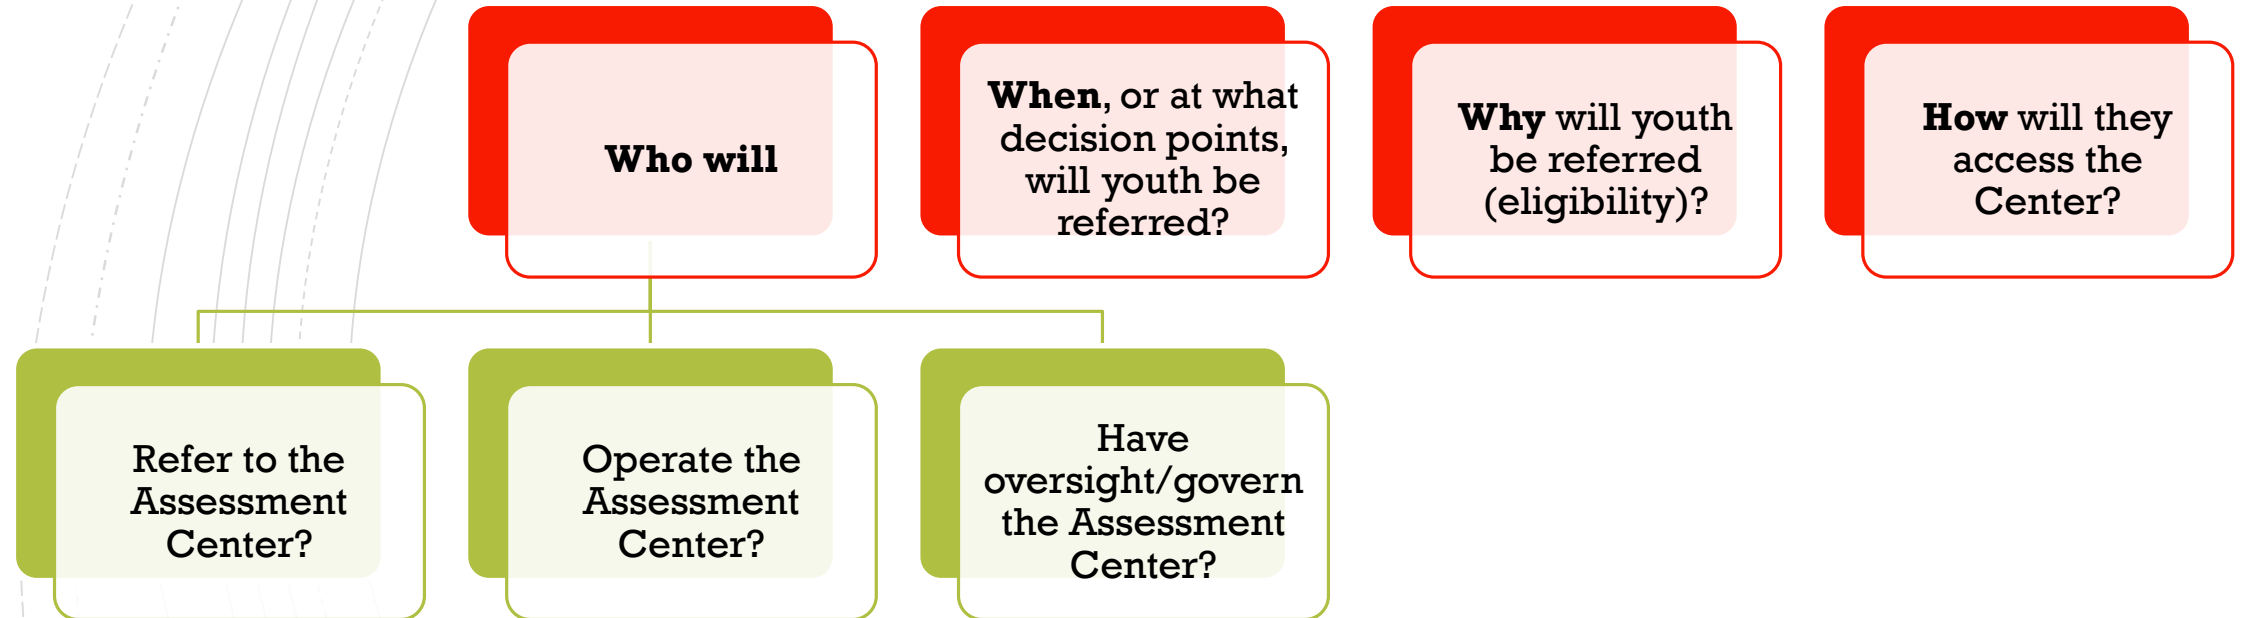 Who will
When, or at what
decision points,
will youth be
referred?
Why will youth
be referred
(eligibility)?
How will they
access the
Center?
Refer to the
Assessment
Center?
Operate the
Assessment
Center?
Have
oversight/govern
the Assessment
Center?